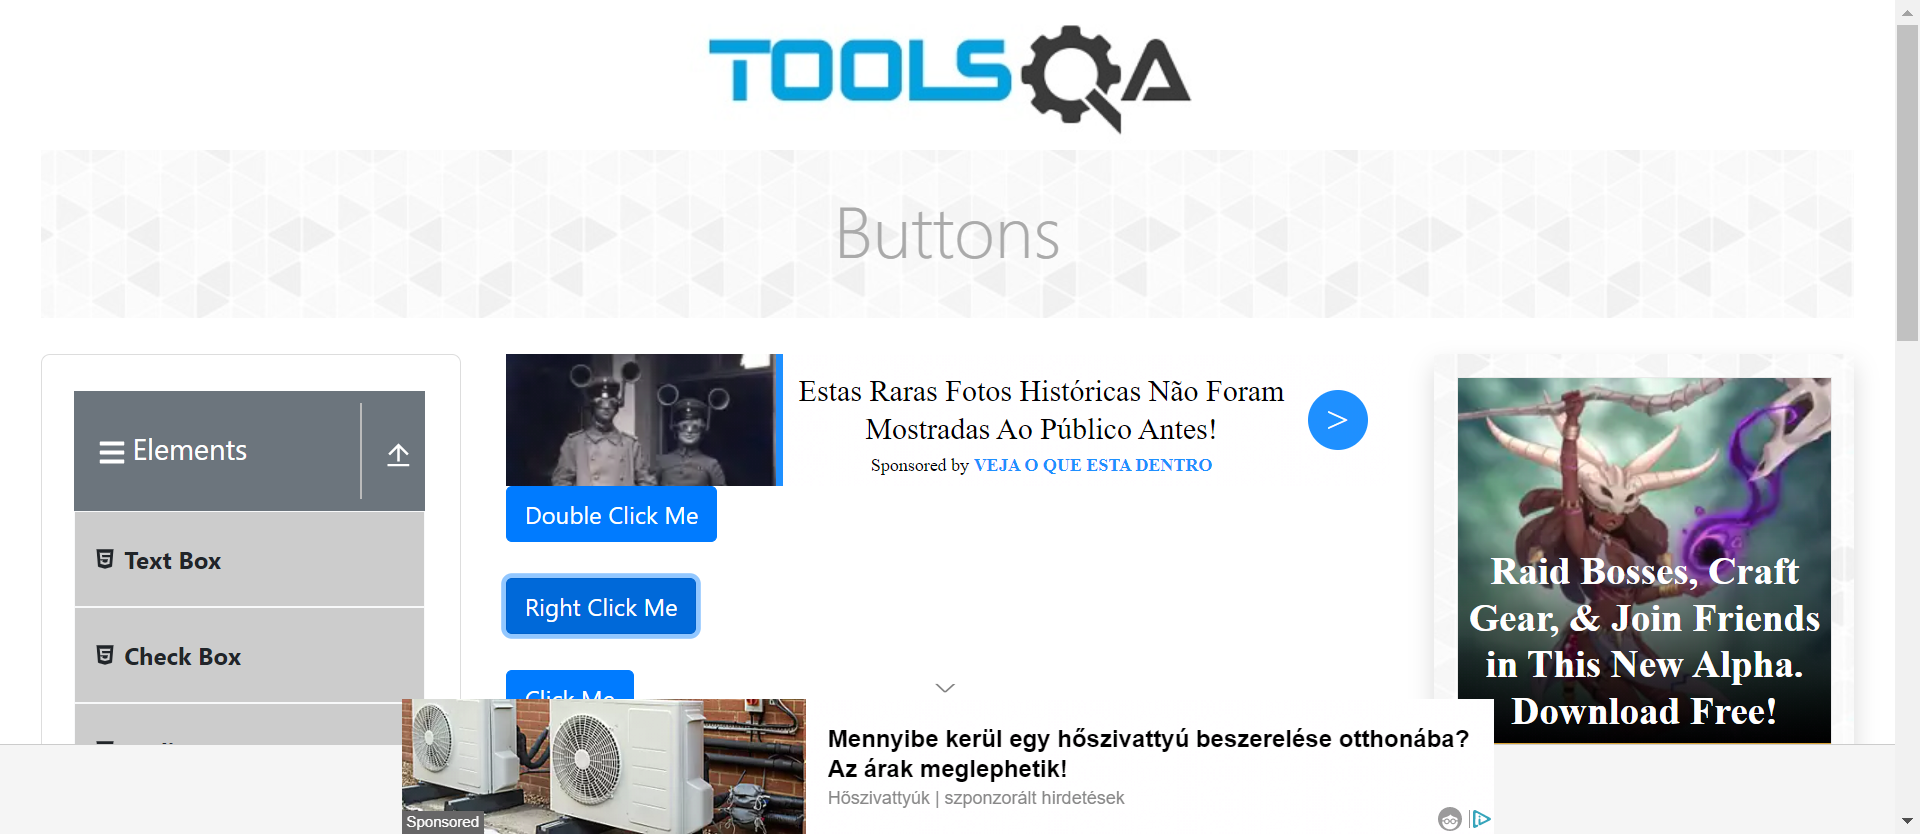 TOOLSQA
Buttons
Elements
Text Box
Check Box
Estas Raras Fotos Históricas Não Foram
Mostradas Ao Público Antes!
Sponsored by VEJA O QUE ESTA DENTRO
>
Double Click Me
Right Click Me
Click Me
Raid Bosses, Craft
Gear, & Join Friends
in This New Alpha.
Download Free!
Mennyibe kerül egy hőszivattyú beszerelése otthonába?
Az árak meglephetik!
Hőszivattyúk | szponzorált hirdetések
Sponsored